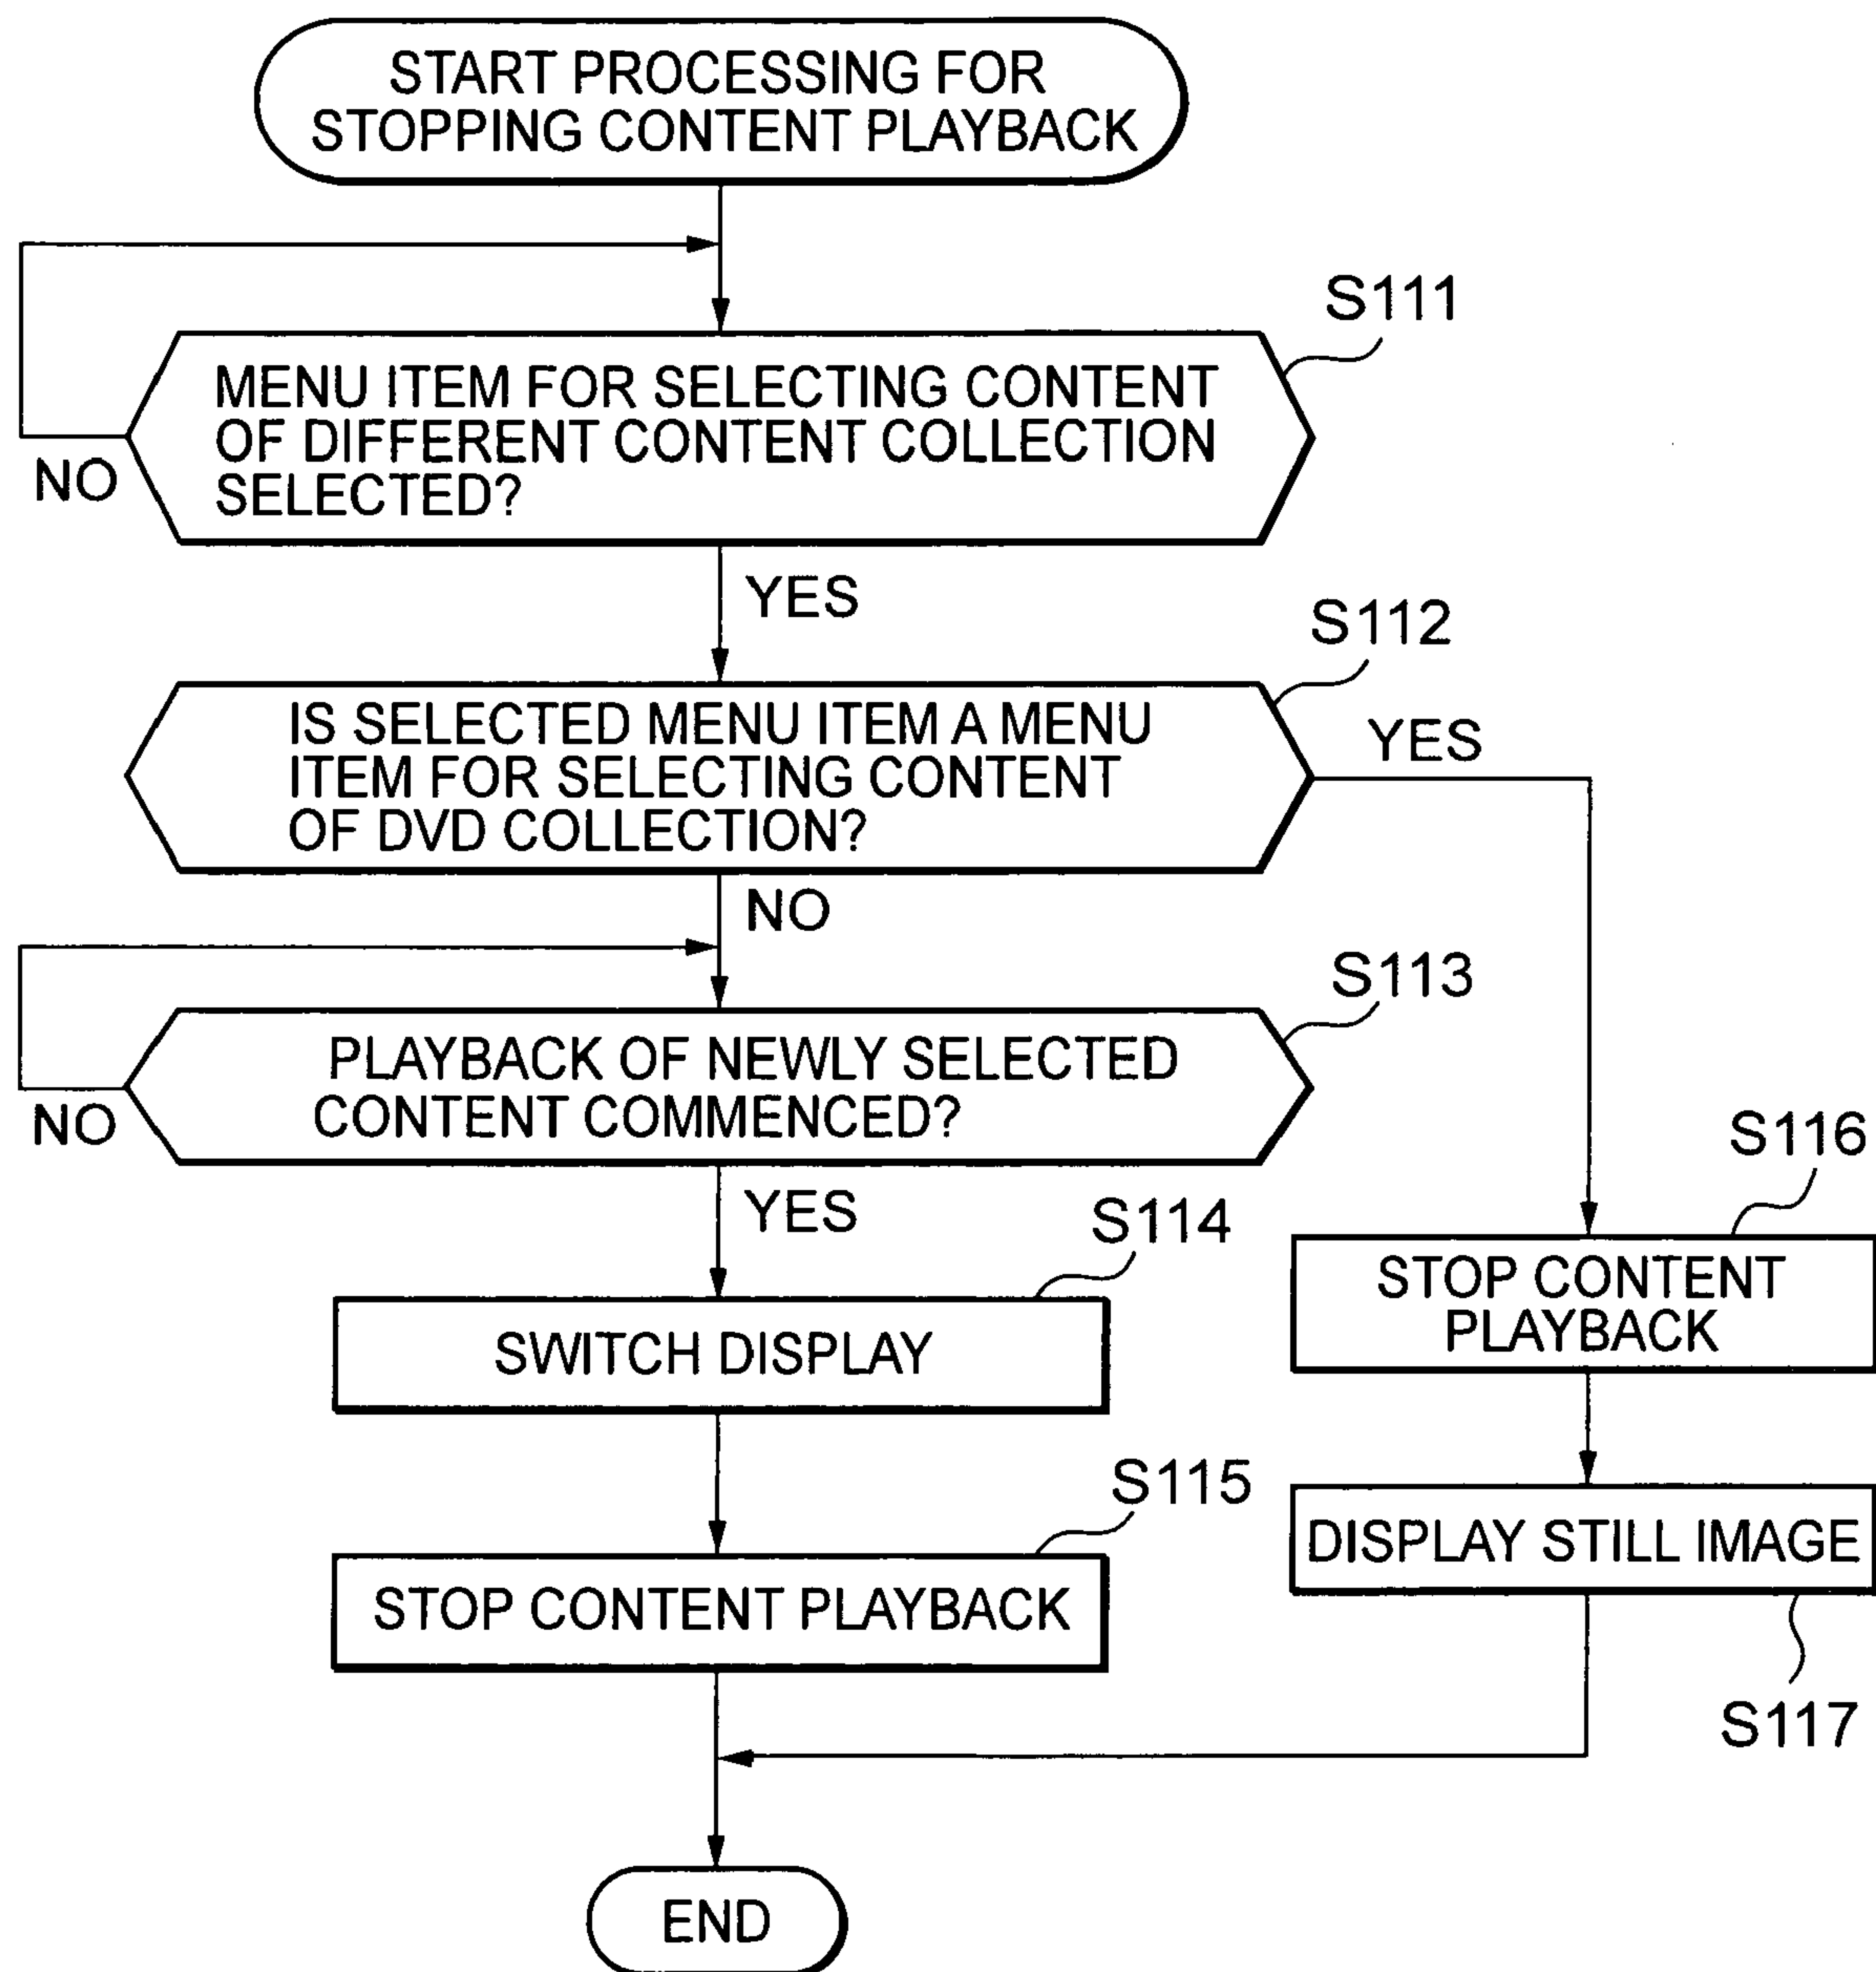 START PROCESSING FOR
STOPPING CONTENT PLAYBACK
S111
MENU ITEM FOR SELECTING CONTENT
OF DIFFERENT CONTENT COLLECTION
SELECTED?
NO
YES
S112
IS SELECTED MENU ITEM A MENU
ITEM FOR SELECTING CONTENT
OF DVD COLLECTION?
YES
NO
S113
PLAYBACK OF NEWLY SELECTED
CONTENT COMMENCED?
NO
YES
S114
SWITCH DISPLAY
S116
STOP CONTENT
PLAYBACK
S115
STOP CONTENT PLAYBACK
DISPLAY STILL IMAGE
S117
END